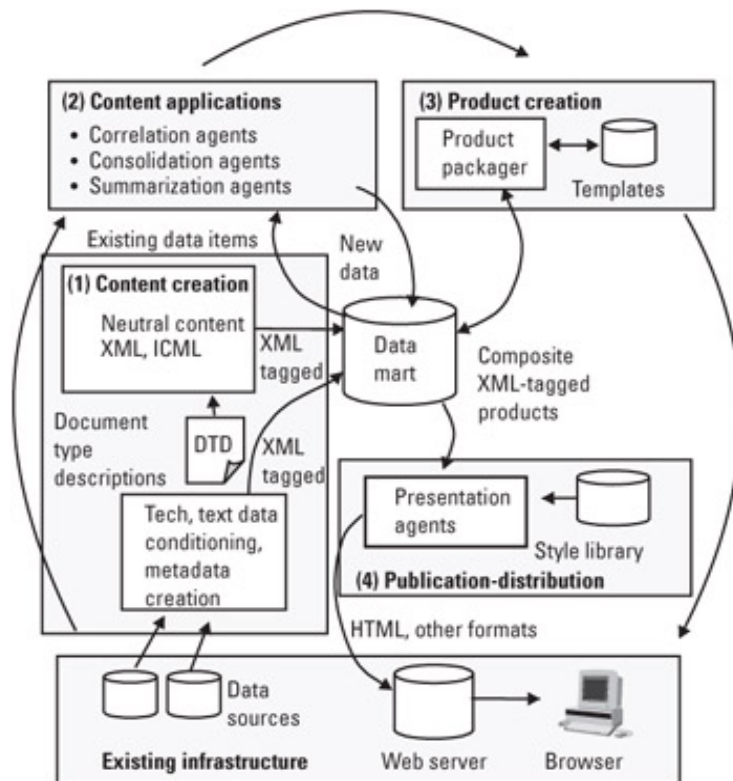 (2) Content applications
• Correlation agents
• Consolidation agents
• Summarization agents
(3) Product creation
Product
packager
Templates
Existing data items
New
data
(1) Content creation
Neutral content
XML, ICML
XML
tagged
Data
mart
Composite
XML-tagged
products
Document
type
descriptions
DTD
XML
tagged
Tech, text data
conditioning,
metadata
creation
Presentation
agents
Style library
(4) Publication-distribution
HTML, other formats
Data
sources
Existing infrastructure
Web server
Browser